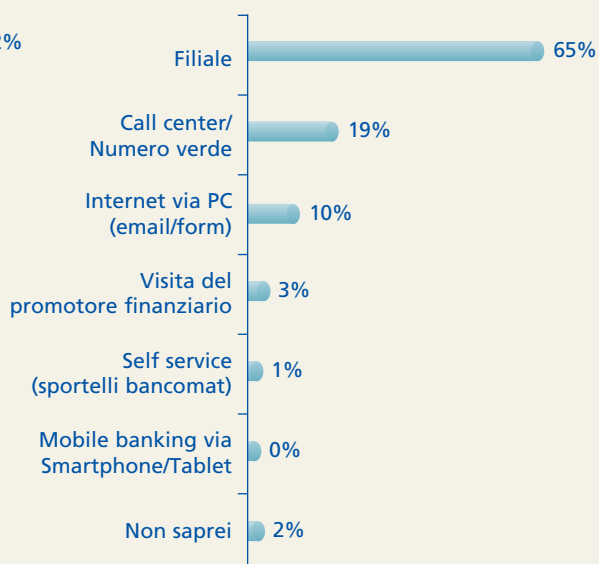 2%
Filiale 65%
Call center/
Numero verde 19%
Internet via PC
(email/form) 10%
Visita del
promotore finanziario 3%
Self service
(sportelli bancomat) 1%
Mobile banking via
Smartphone/Tablet 0%
Non saprei 2%